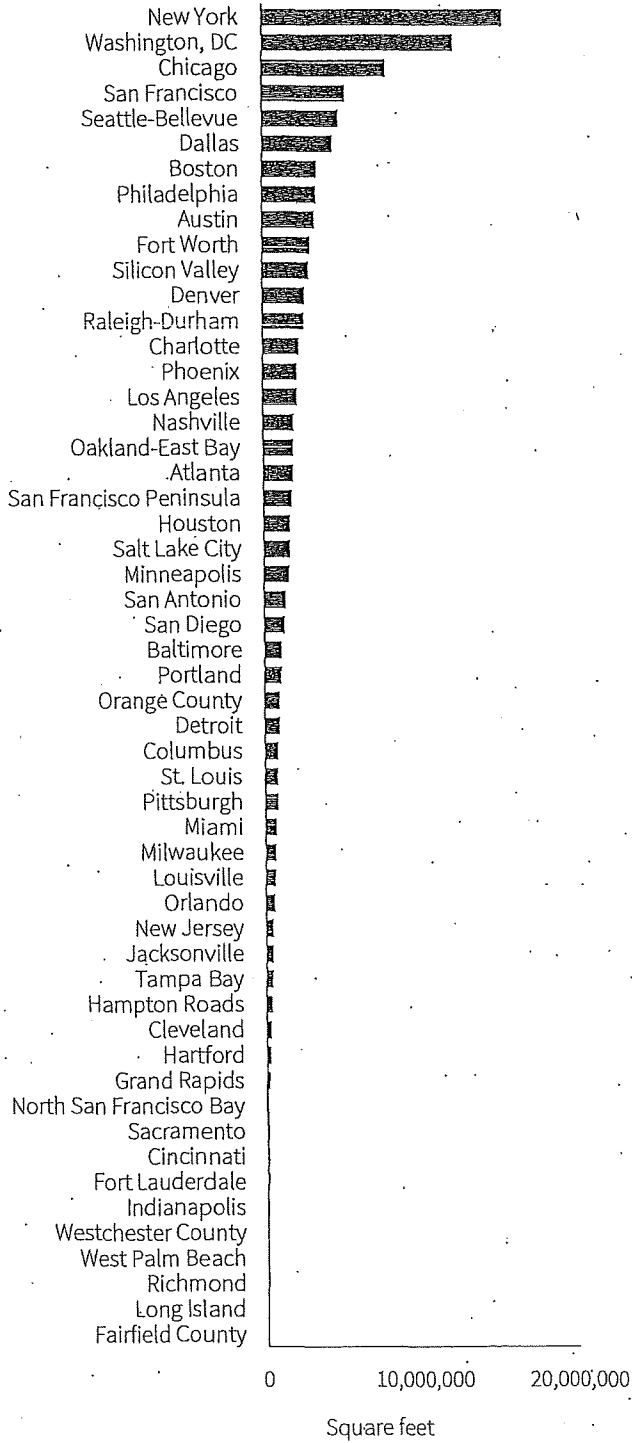 New York
Washington, DC
Chicago
San Francisco
Seattle-Bellevue
Dallas
Boston
Philadelphia
Austin
Fort Worth
Silicon Valley
Denver
Raleigh-Durham
Charlotte
Phoenix
Los Angeles
Nashville
Oakland-East Bay
Atlanta
San Francisco Peninsula
Houston
Salt Lake City
Minneapolis
San Antonio
San Diego
Baltimore
Portland
Orange County
Detroit
Columbus
St. Louis
Pittsburgh
Miami
Milwaukee
Louisville
Orlando
New Jersey
Jacksonville
Tampa Bay
Hampton Roads
Cleveland
Hartford
Grand Rapids
North San Francisco Bay
Sacramento
Cincinnati
Fort Lauderdale
Indianapolis
Westchester County
West Palm Beach
Richmond
Long Island
Fairfield County
0 10,000,000 20,000,000
Square feet